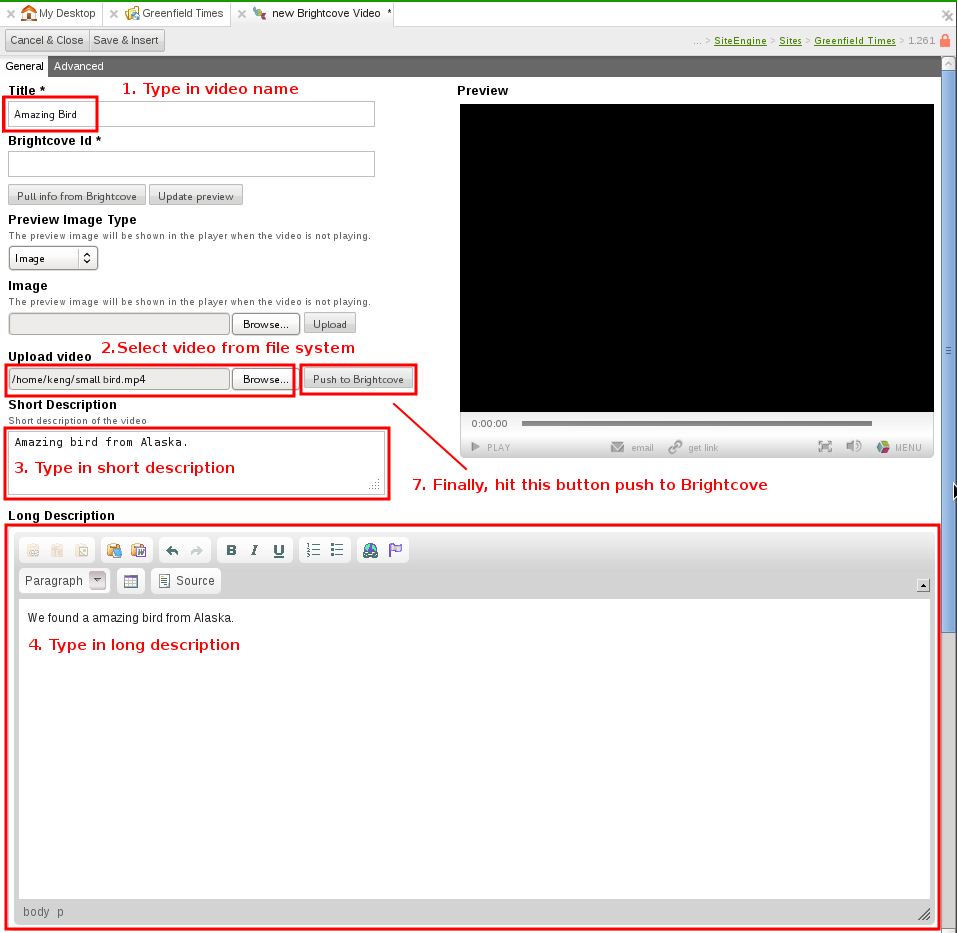 My Desktop Greenfield Times new Brightcove Video *
Cancel & Close Save & Insert ... > SiteEngine > Sites > Greenfield Times > 1.261
General Advanced
Title * 1. Type in video name Preview
Amazing Bird
Brightcove Id *
Pull info from Brightcove Update preview
Preview Image Type
The preview image will be shown in the player when the video is not playing.
Image
Image
The preview image will be shown in the player when the video is not playing.
Browse... Upload
2.Select video from file system
Upload video
/home/keng/small bird.mp4 Browse... Push to Brightcove
Short Description
Short description of the video
0:00:00
PLAY email get link MENU
Amazing bird from Alaska.
3. Type in short description
7. Finally, hit this button push to Brightcove
Long Description
B I U
Paragraph Source
We found a amazing bird from Alaska.
4. Type in long description
body p